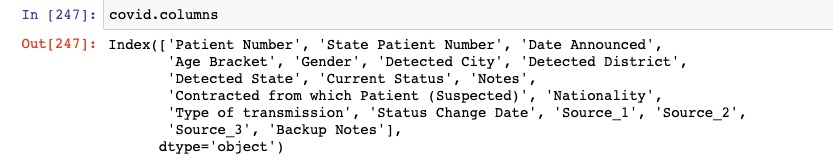 In [247]: covid.columns
Out[247]: Index(['Patient Number', 'State Patient Number', 'Date Announced',
'Age Bracket', 'Gender', 'Detected City', 'Detected District',
'Detected State', 'Current Status', 'Notes',
'Contracted from which Patient (Suspected)', 'Nationality',
'Type of transmission', 'Status Change Date', 'Source_1', 'Source_2',
'Source_3', 'Backup Notes'],
dtype='object')